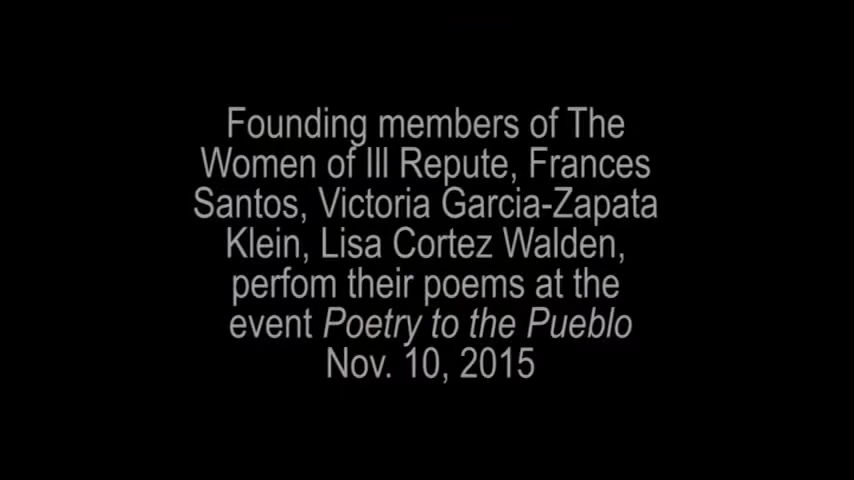 Founding members of The
Women of Ill Repute, Frances
Santos, Victoria Garcia-Zapata
Klein, Lisa Cortez Walden,
perfom their poems at the
event Poetry to the Pueblo
Nov. 10, 2015